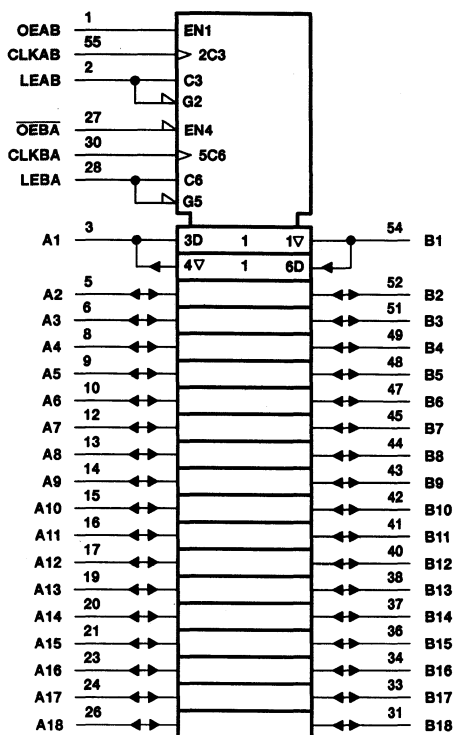 1
OEAB EN1
55
CLKAB 2C3
2
LEAB C3
G2
27
OEBA EN4
30
CLKBA 5C6
28
LEBA C6
G5
3 54
A1 3D 1 1▽ B1
4▽ 1 6D
5 52
A2 B2
6 51
A3 B3
8 49
A4 B4
9 48
A5 B5
10 47
A6 B6
12 45
A7 B7
13 44
A8 B8
14 43
A9 B9
15 42
A10 B10
16 41
A11 B11
17 40
A12 B12
19 38
A13 B13
20 37
A14 B14
21 36
A15 B15
23 34
A16 B16
24 33
A17 B17
26 31
A18 B18